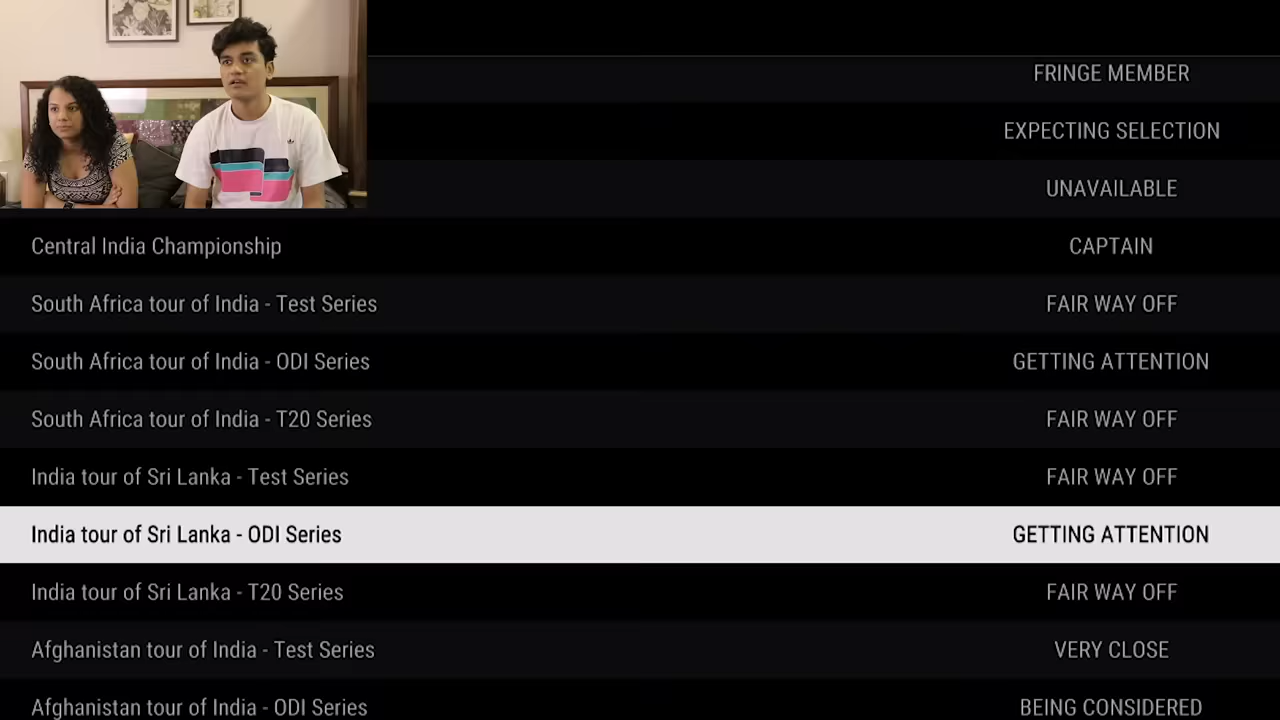 FRINGE MEMBER
EXPECTING SELECTION
UNAVAILABLE
Central India Championship CAPTAIN
South Africa tour of India - Test Series FAIR WAY OFF
South Africa tour of India - ODI Series GETTING ATTENTION
South Africa tour of India - T20 Series FAIR WAY OFF
India tour of Sri Lanka - Test Series FAIR WAY OFF
India tour of Sri Lanka - ODI Series GETTING ATTENTION
India tour of Sri Lanka - T20 Series FAIR WAY OFF
Afghanistan tour of India - Test Series VERY CLOSE
Afghanistan tour of India - ODI Series BEING CONSIDERED